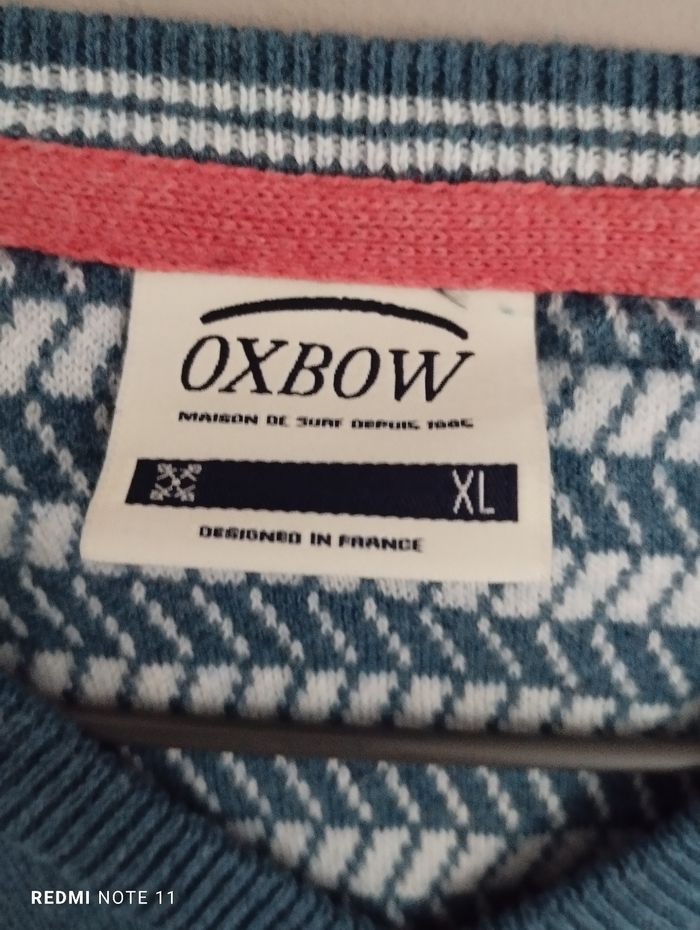 OXBOW
MAISON DE SURF DEPUIS 1985
XL
DESIGNED IN FRANCE
REDMI NOTE 11